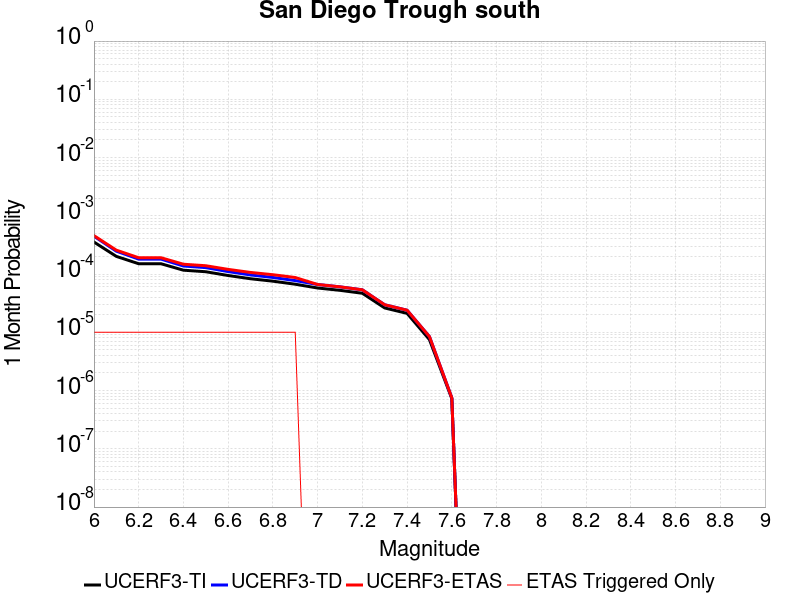 San Diego Trough south
10^0
10^-1
10^-2
10^-3
10^-4
10^-5
10^-6
10^-7
10^-8
1 Month Probability
6 6.2 6.4 6.6 6.8 7 7.2 7.4 7.6 7.8 8 8.2 8.4 8.6 8.8 9
Magnitude
UCERF3-TI UCERF3-TD UCERF3-ETAS ETAS Triggered Only